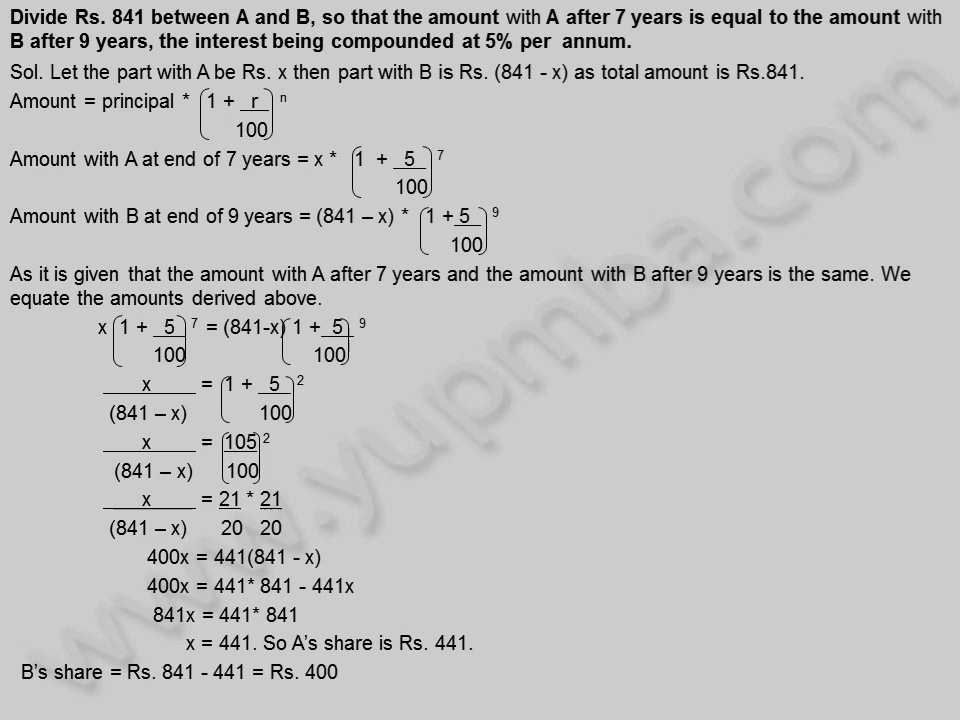 Divide Rs. 841 between A and B, so that the amount with A after 7 years is equal to the amount with
B after 9 years, the interest being compounded at 5% per annum.
Sol. Let the part with A be Rs. x then part with B is Rs. (841 - x) as total amount is Rs.841.
Amount = principal * (1 + r) n
100
Amount with A at end of 7 years = x * (1 + 5) 7
100
Amount with B at end of 9 years = (841 – x) * (1 + 5) 9
100
As it is given that the amount with A after 7 years and the amount with B after 9 years is the same. We
equate the amounts derived above.
x (1 + 5) 7 = (841-x) (1 + 5) 9
100 100
x = (1 + 5) 2
(841 – x) 100
x = (105) 2
(841 – x) 100
x = 21 * 21
(841 – x) 20 20
400x = 441(841 - x)
400x = 441* 841 - 441x
841x = 441* 841
x = 441. So A’s share is Rs. 441.
B’s share = Rs. 841 - 441 = Rs. 400
www.yupmba.com